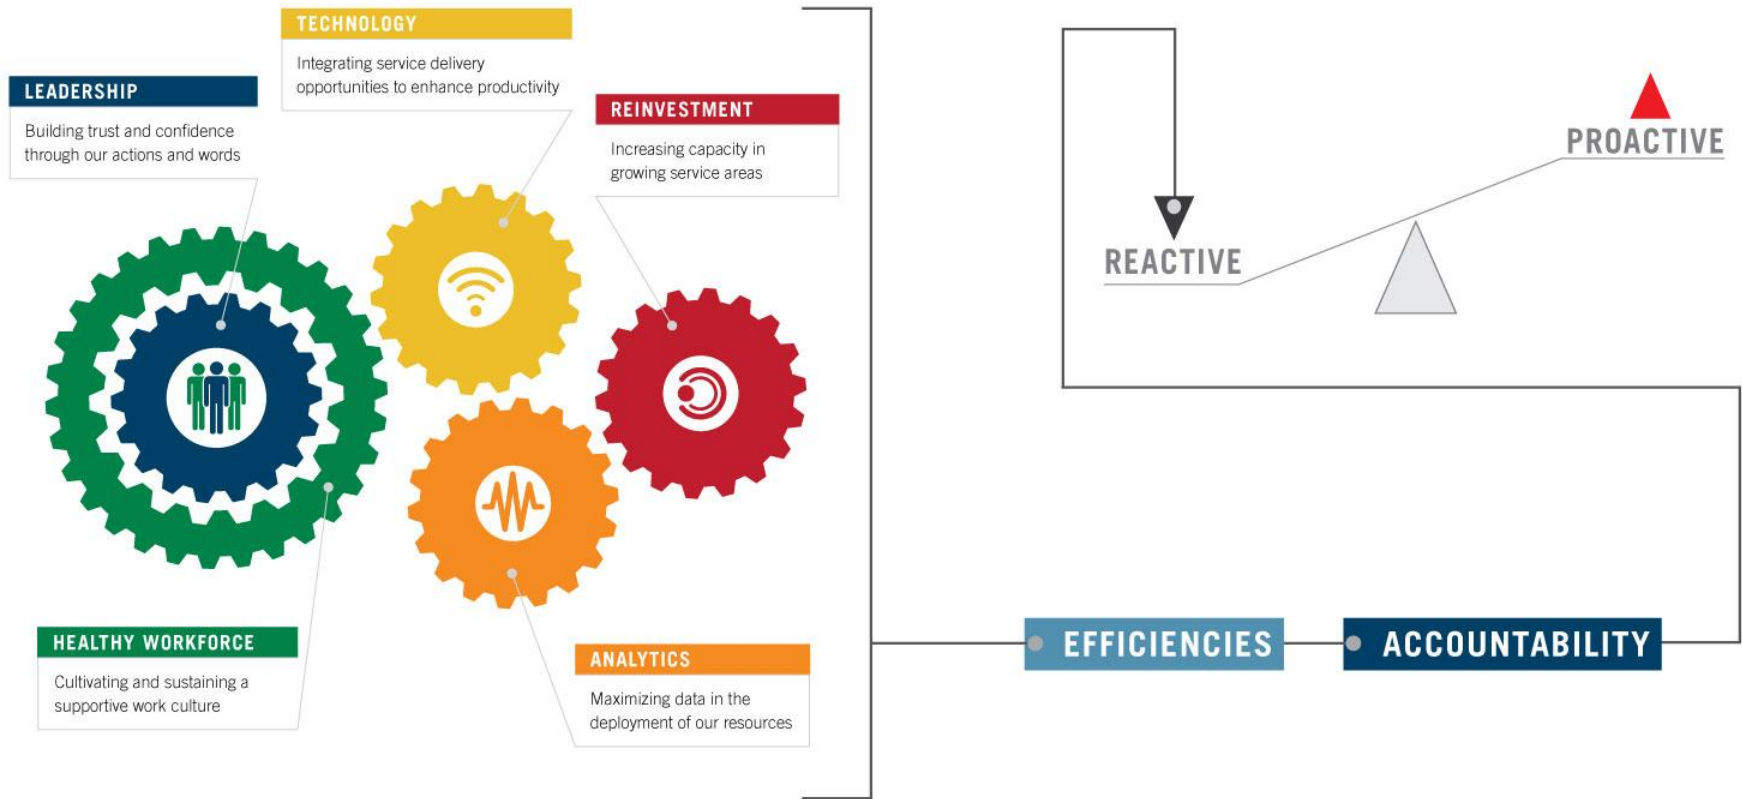 TECHNOLOGY
Integrating service delivery
opportunities to enhance productivity
LEADERSHIP
Building trust and confidence
through our actions and words
REINVESTMENT
Increasing capacity in
growing service areas
HEALTHY WORKFORCE
Cultivating and sustaining a
supportive work culture
ANALYTICS
Maximizing data in the
deployment of our resources
PROACTIVE
REACTIVE
EFFICIENCIES
ACCOUNTABILITY